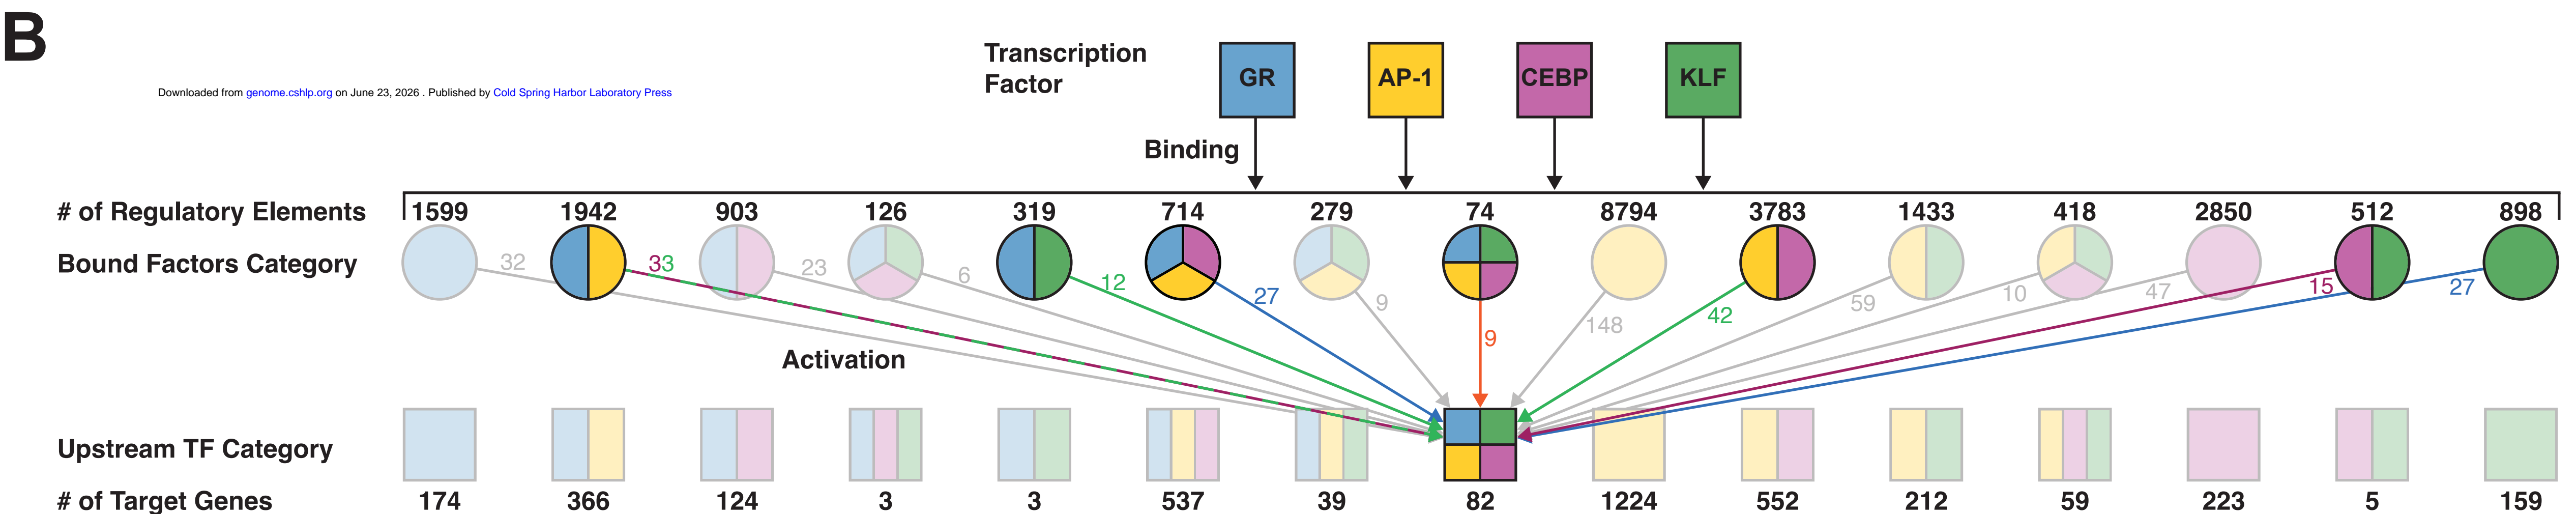 B
Transcription
Factor
GR AP-1 CEBP KLF
Downloaded from genome.cshlp.org on June 23, 2026 . Published by Cold Spring Harbor Laboratory Press
Binding
# of Regulatory Elements 1599 1942 903 126 319 714 279 74 8794 3783 1433 418 2850 512 898
Bound Factors Category
32 33 23 6 12 27 9 9 148 42 59 10 47 15 27
Activation
Upstream TF Category
# of Target Genes 174 366 124 3 3 537 39 82 1224 552 212 59 223 5 159